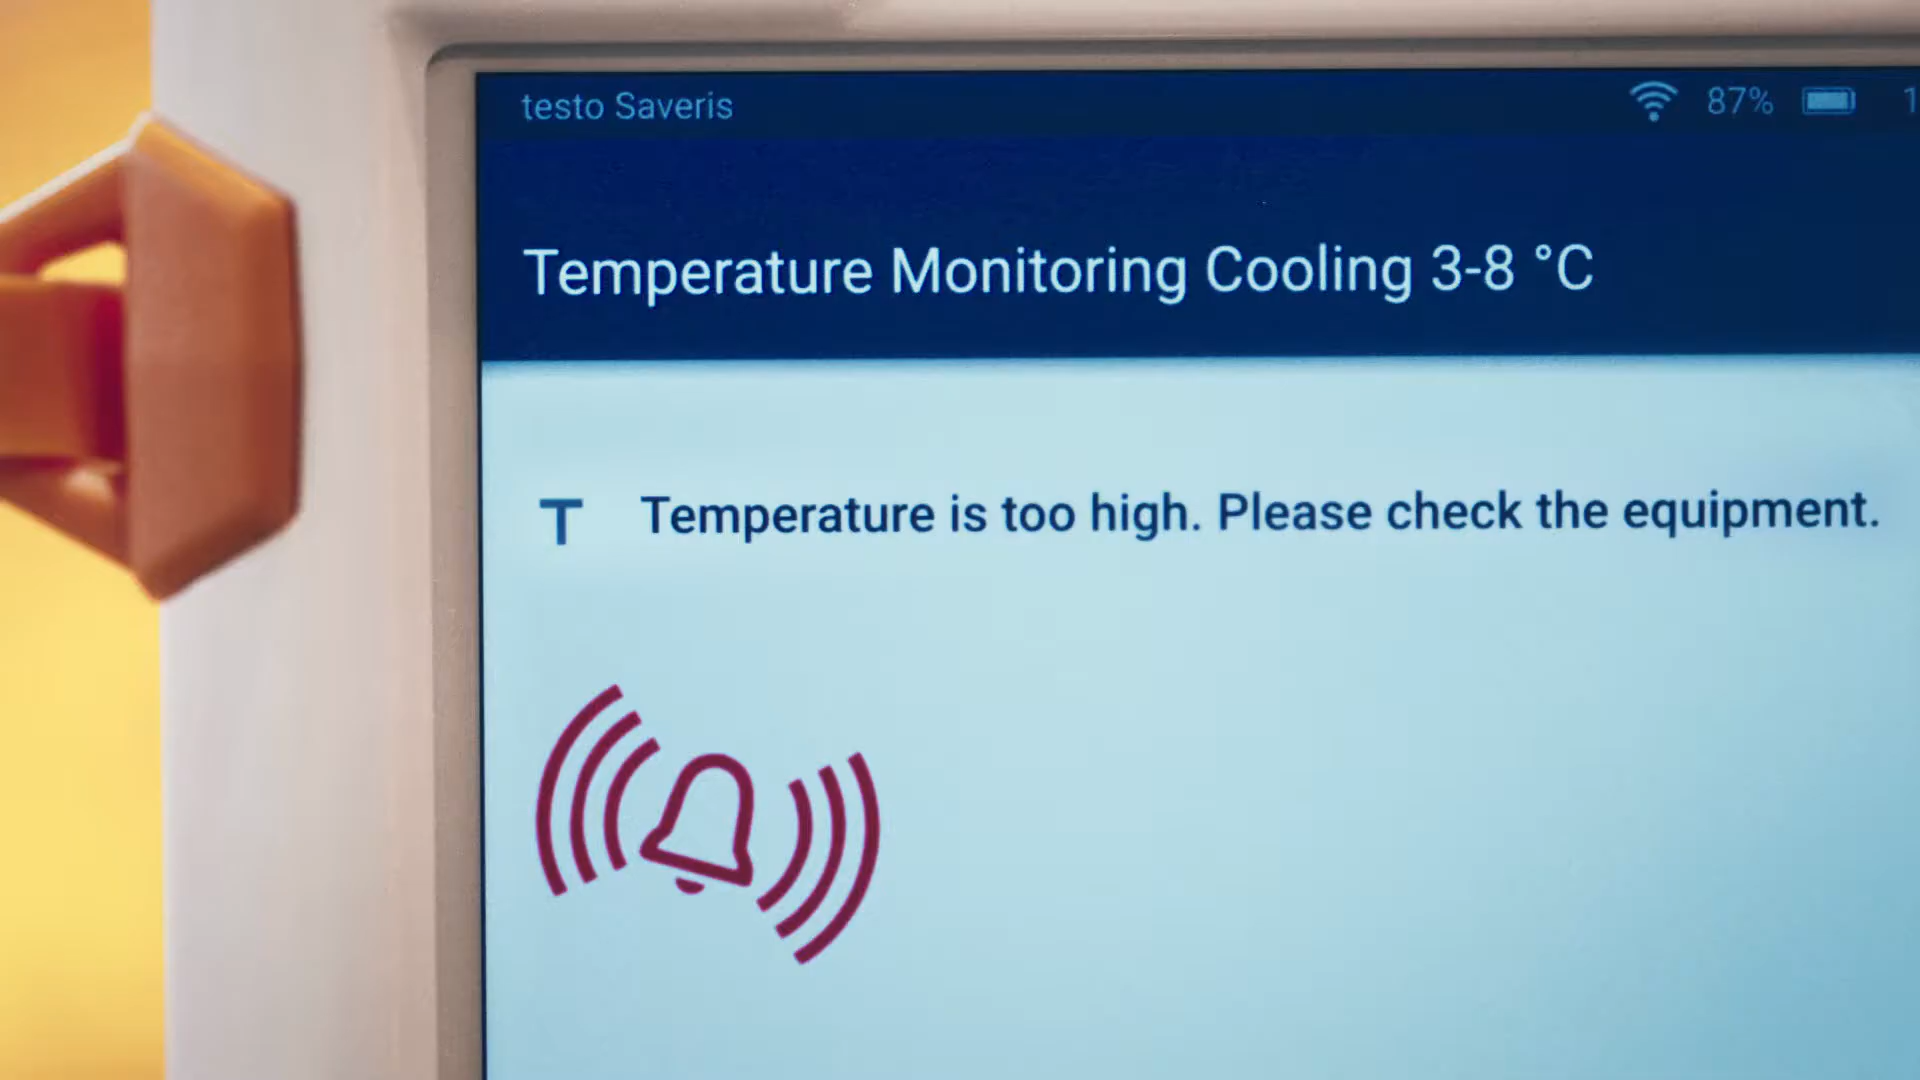 testo Saveris
87%
Temperature Monitoring Cooling 3-8 °C
T Temperature is too high. Please check the equipment.